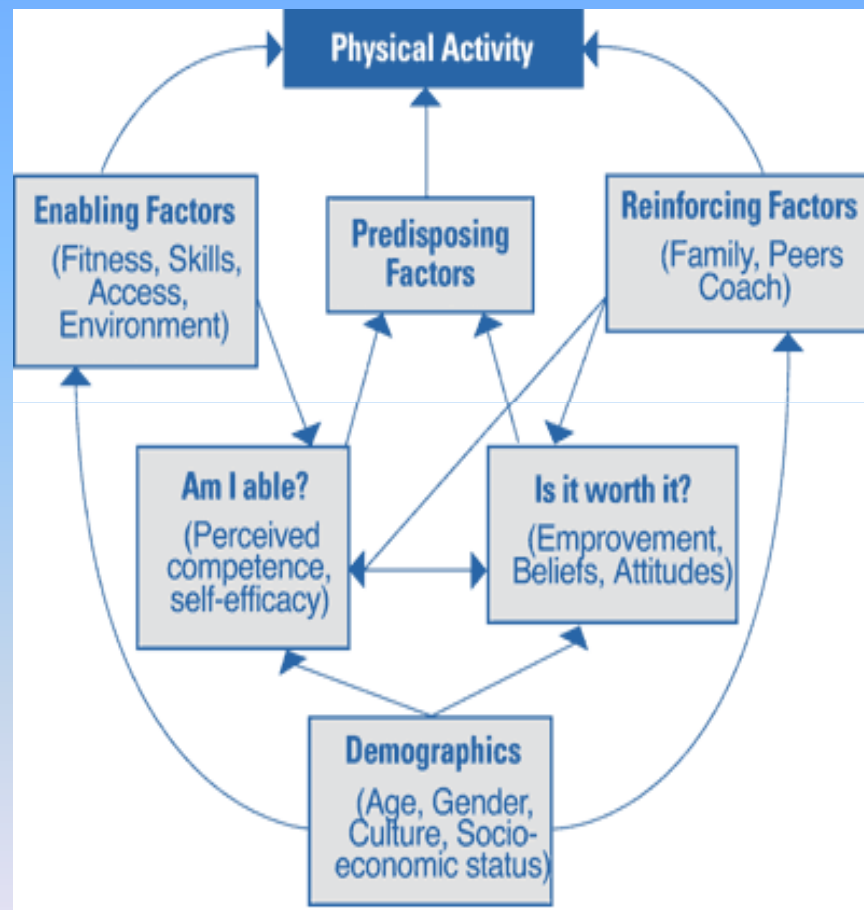 Physical Activity
Enabling Factors
(Fitness, Skills,
Access,
Environment)
Predisposing
Factors
Reinforcing Factors
(Family, Peers
Coach)
Am I able?
(Perceived
competence,
self-efficacy)
Is it worth it?
(Emprovement,
Beliefs, Attitudes)
Demographics
(Age, Gender,
Culture, Socio-
economic status)